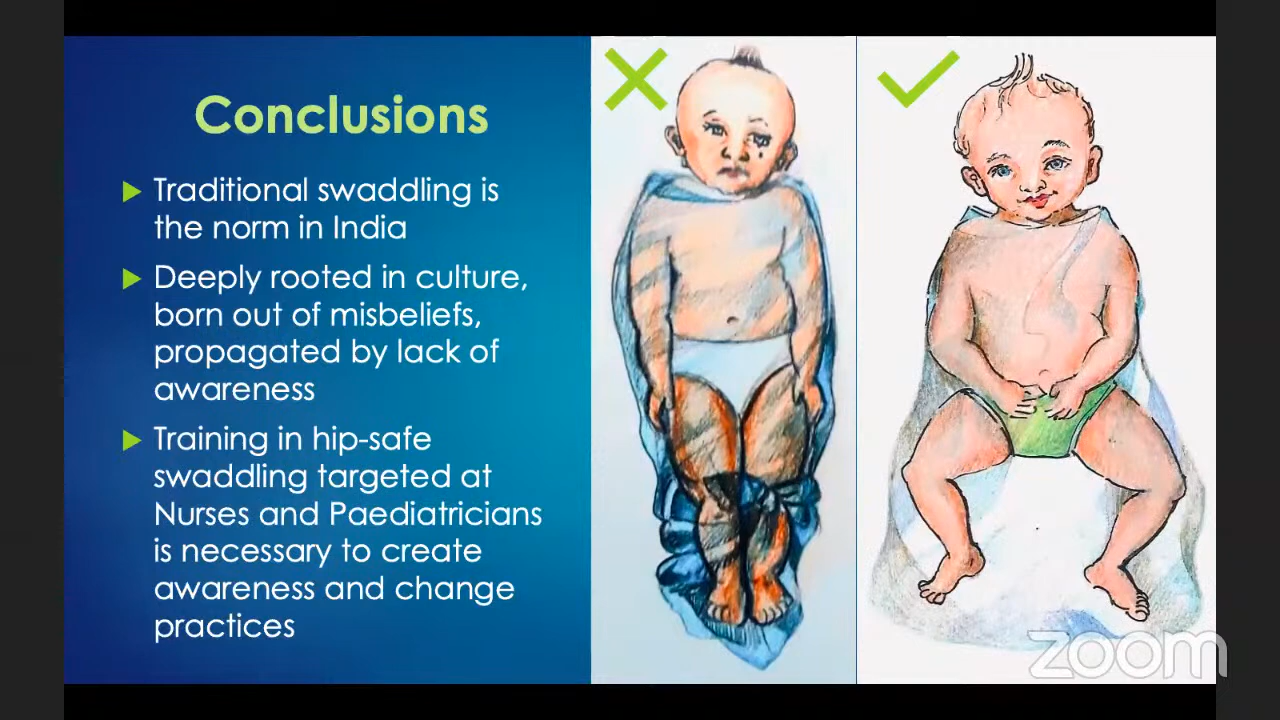 Conclusions
Traditional swaddling is
the norm in India
Deeply rooted in culture,
born out of misbeliefs,
propagated by lack of
awareness
Training in hip-safe
swaddling targeted at
Nurses and Paediatricians
is necessary to create
awareness and change
practices
zoom